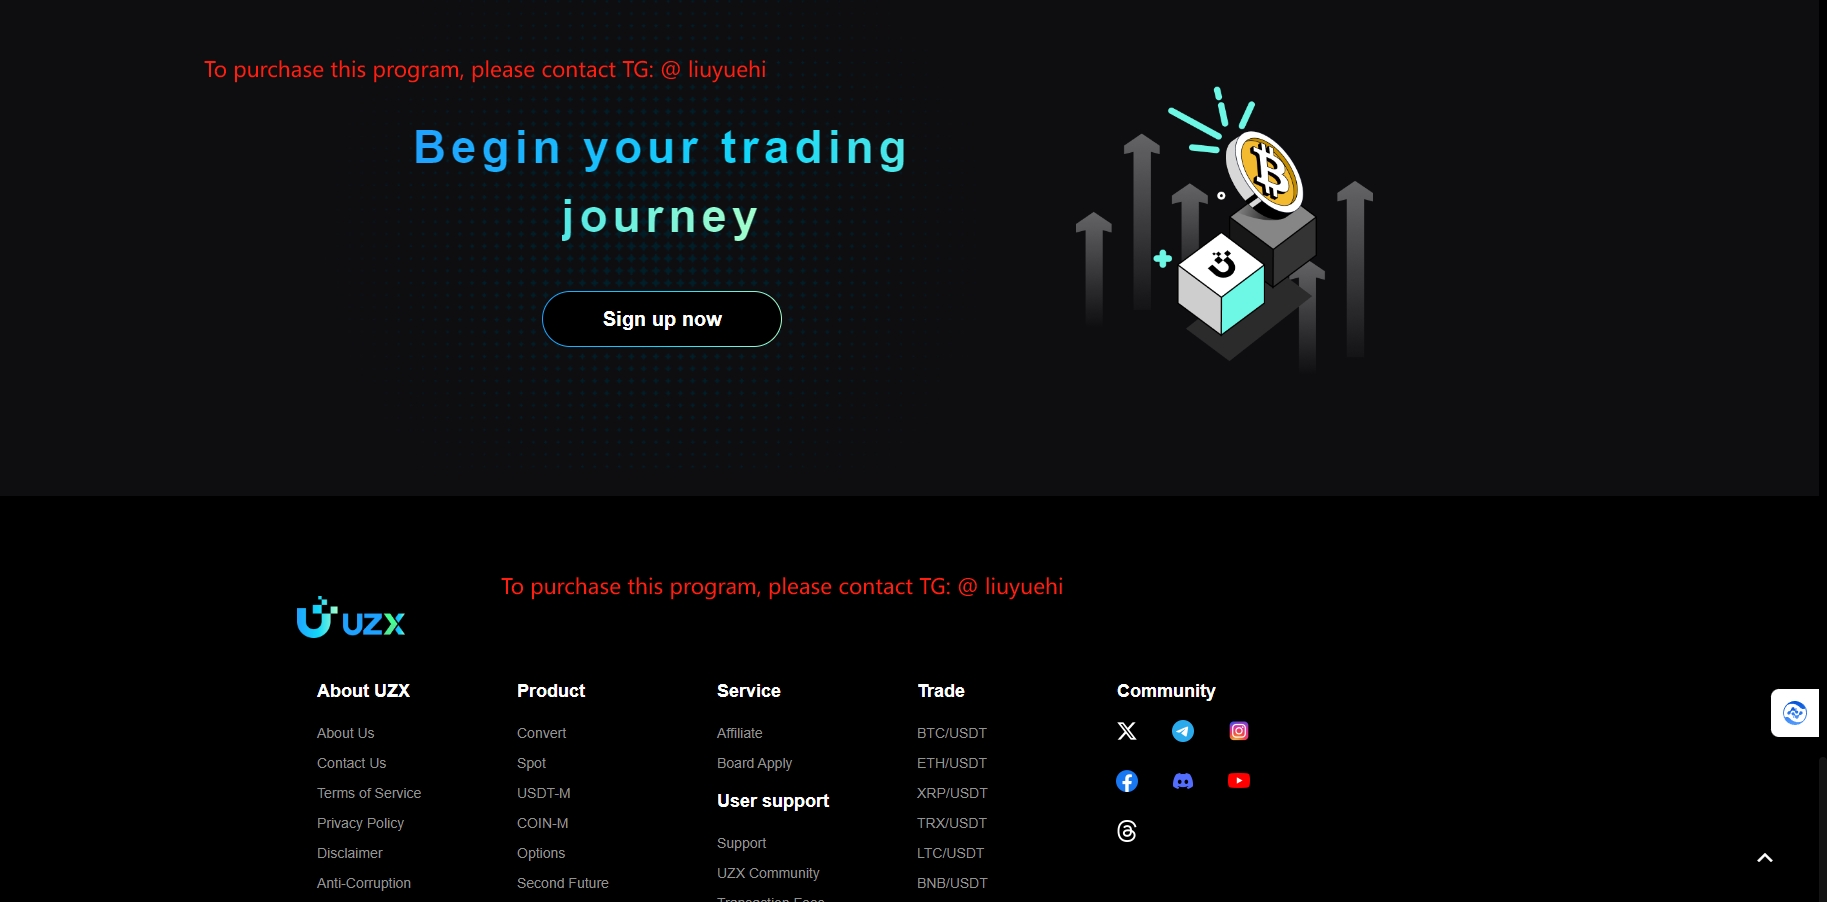 To purchase this program, please contact TG: @ liuyuehi
Begin your trading
journey
Sign up now
To purchase this program, please contact TG: @ liuyuehi
UZX
About UZX
About Us
Contact Us
Terms of Service
Privacy Policy
Disclaimer
Anti-Corruption
Product
Convert
Spot
USDT-M
COIN-M
Options
Second Future
Service
Affiliate
Board Apply
User support
Support
UZX Community
Transaction Fees
Trade
BTC/USDT
ETH/USDT
XRP/USDT
TRX/USDT
LTC/USDT
BNB/USDT
Community